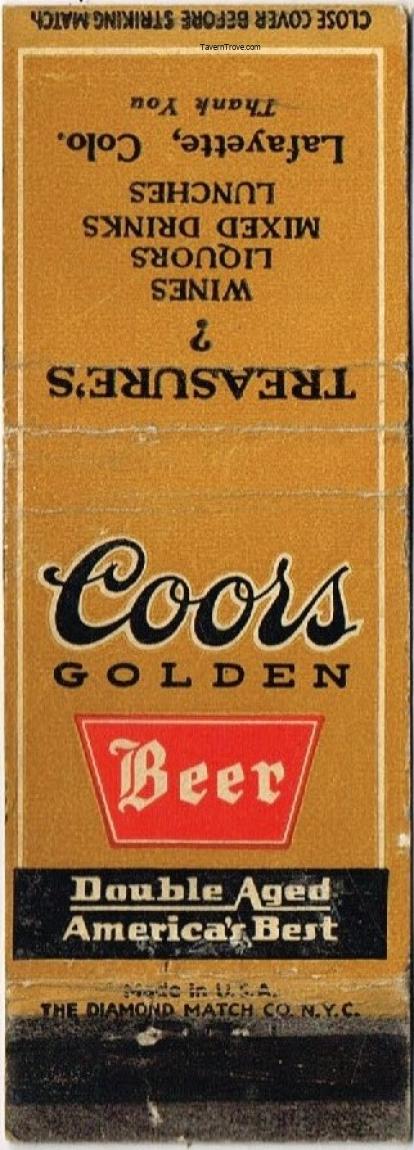 CLOSE COVER BEFORE STRIKING MATCH
TavernTrove.com
Thank You
Lafayette, Colo.
LUNCHES
MIXED DRINKS
LIQUORS
WINES
?
TREASURE'S
Coors
GOLDEN
Beer
Double Aged
America's Best
Made in U.S.A.
THE DIAMOND MATCH CO. N.Y.C.